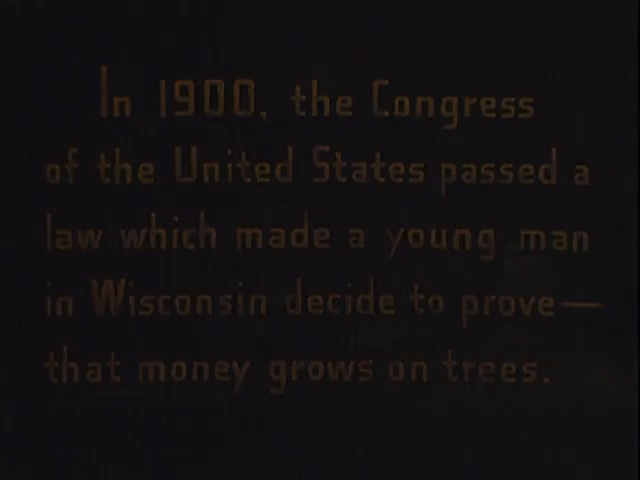 In 1900, the Congress
of the United States passed a
law which made a young man
in Wisconsin decide to prove—
that money grows on trees.